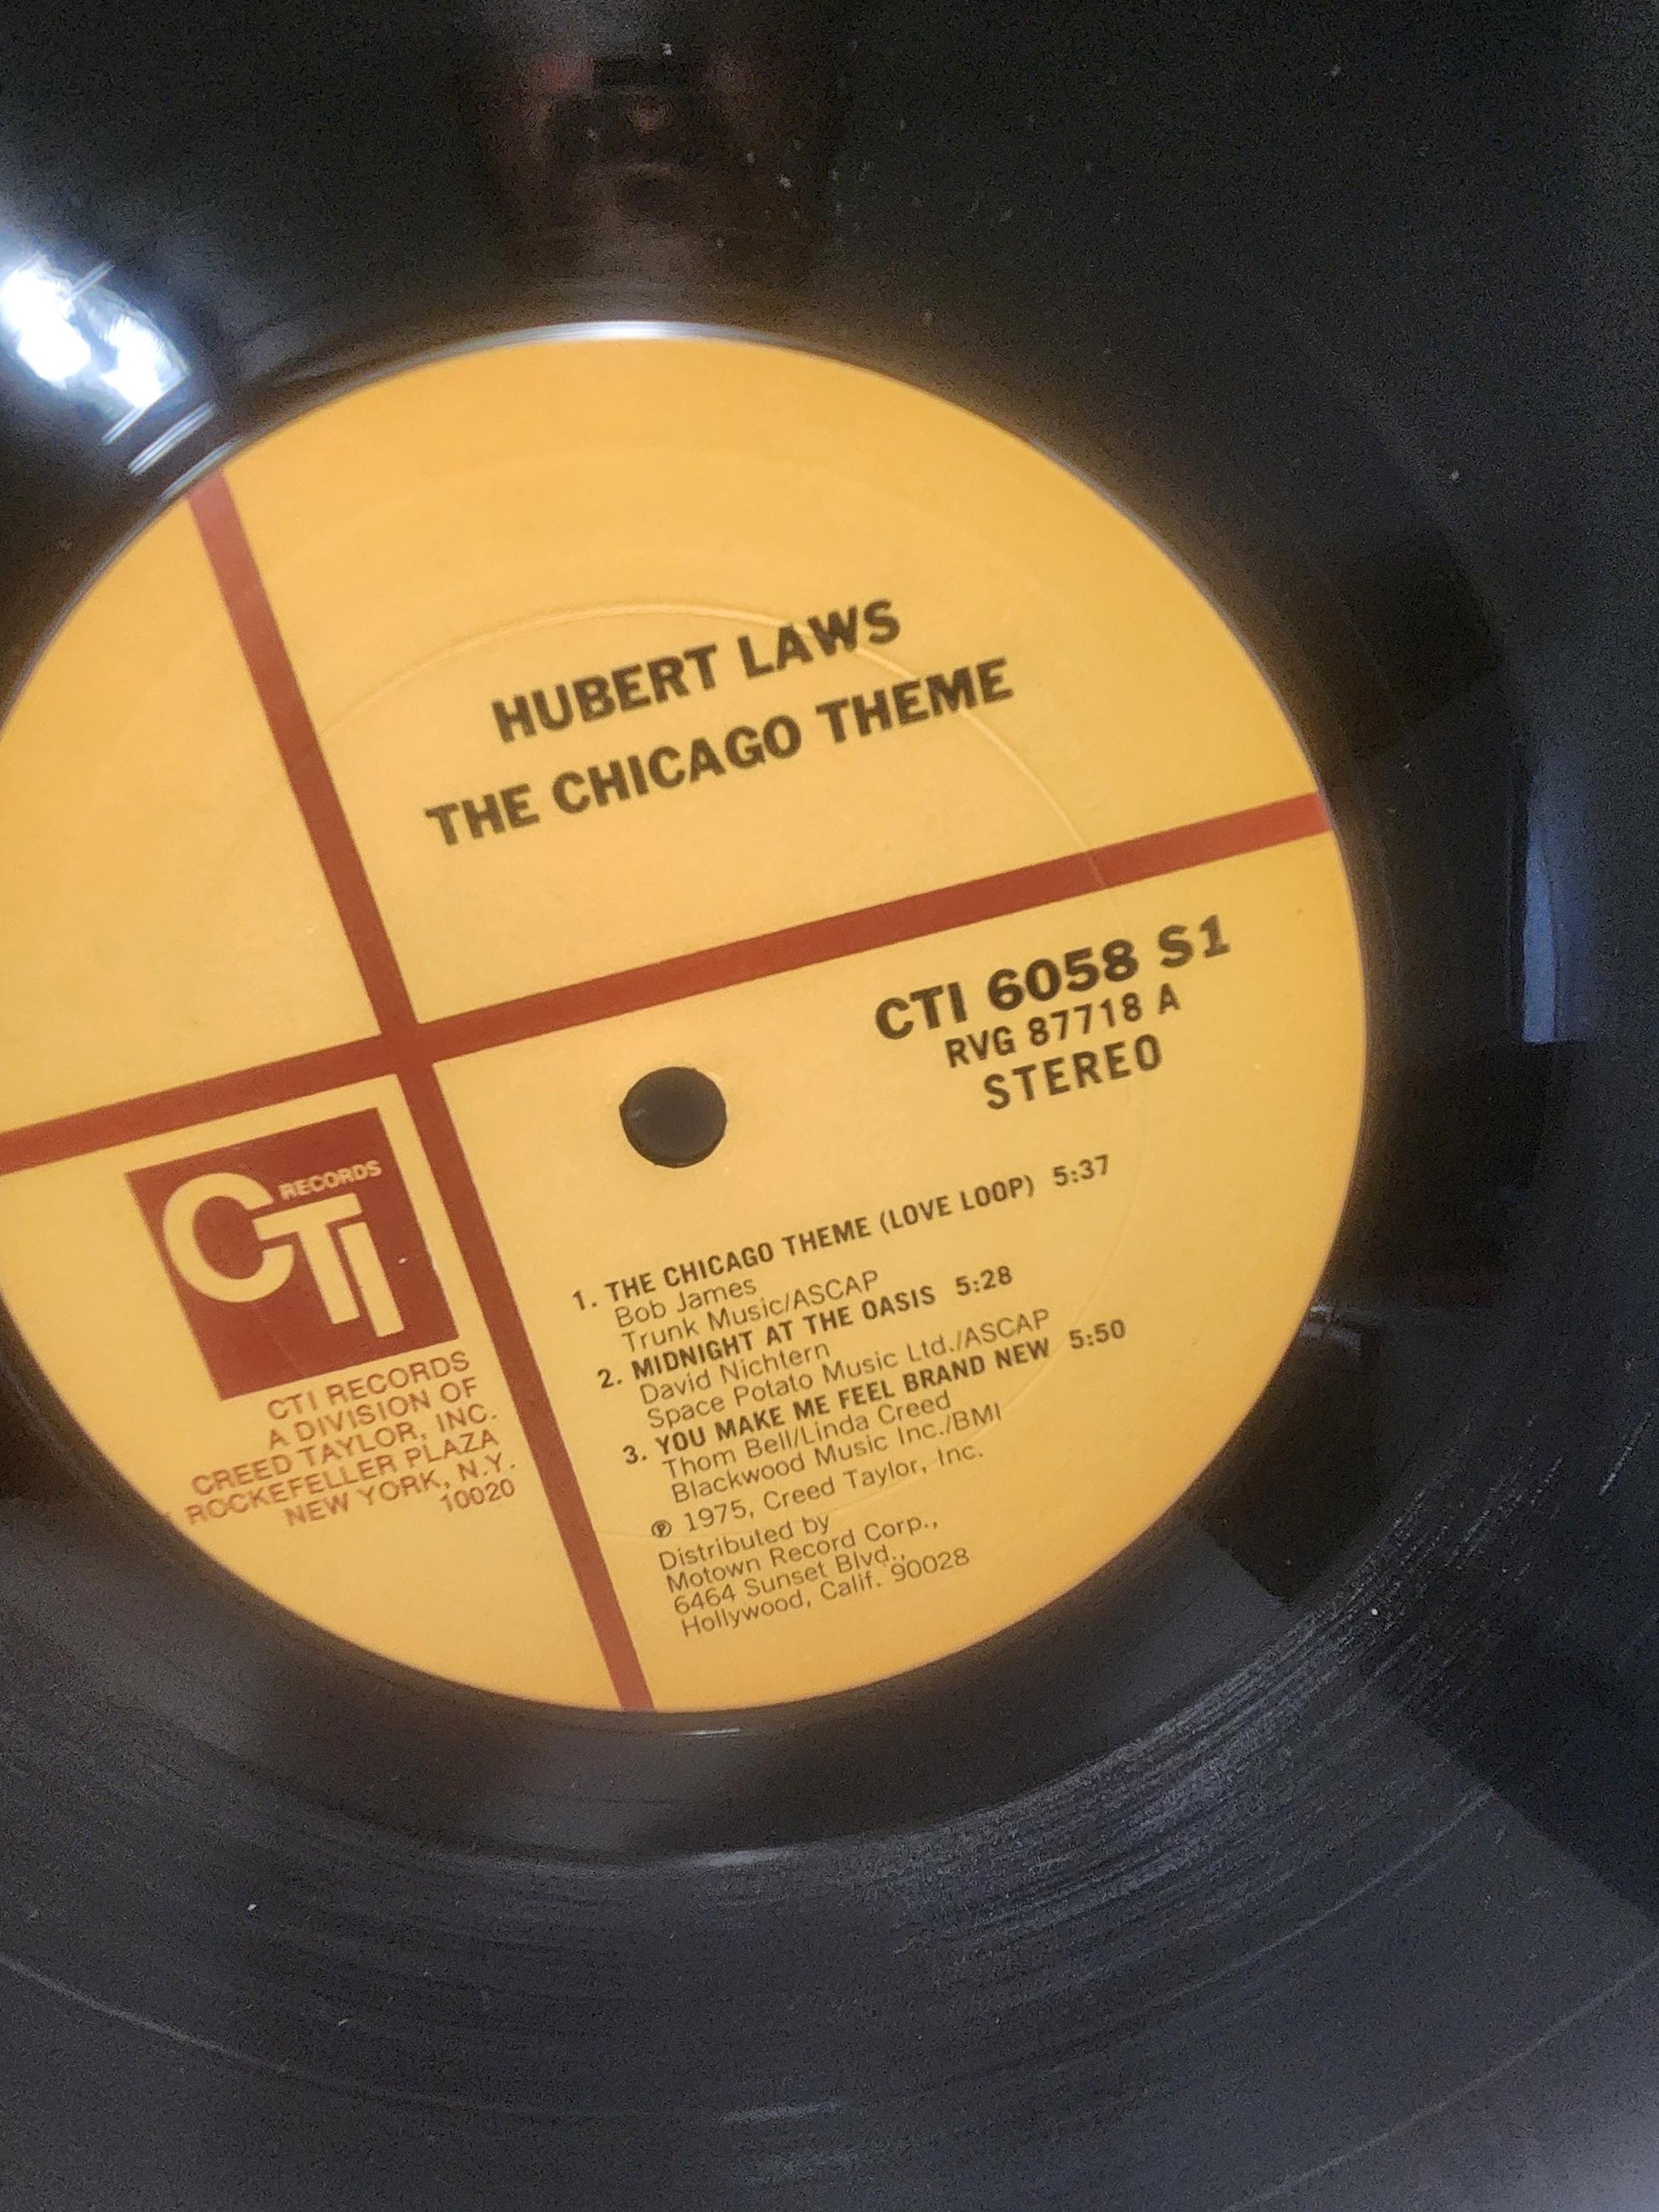 HUBERT LAWS
THE CHICAGO THEME
CTI 6058 S1
RVG 87718 A
STEREO
RECORDS
CTI
CTI RECORDS
A DIVISION OF
CREED TAYLOR, INC.
ROCKEFELLER PLAZA
NEW YORK, N.Y.
10020
1. THE CHICAGO THEME (LOVE LOOP) 5:37
Bob James
Trunk Music/ASCAP
2. MIDNIGHT AT THE OASIS 5:28
David Nichtern
Space Potato Music Ltd./ASCAP
3. YOU MAKE ME FEEL BRAND NEW 5:50
Thom Bell/Linda Creed
Blackwood Music Inc./BMI
℗ 1975, Creed Taylor, Inc.
Distributed by
Motown Record Corp.,
6464 Sunset Blvd.,
Hollywood, Calif. 90028